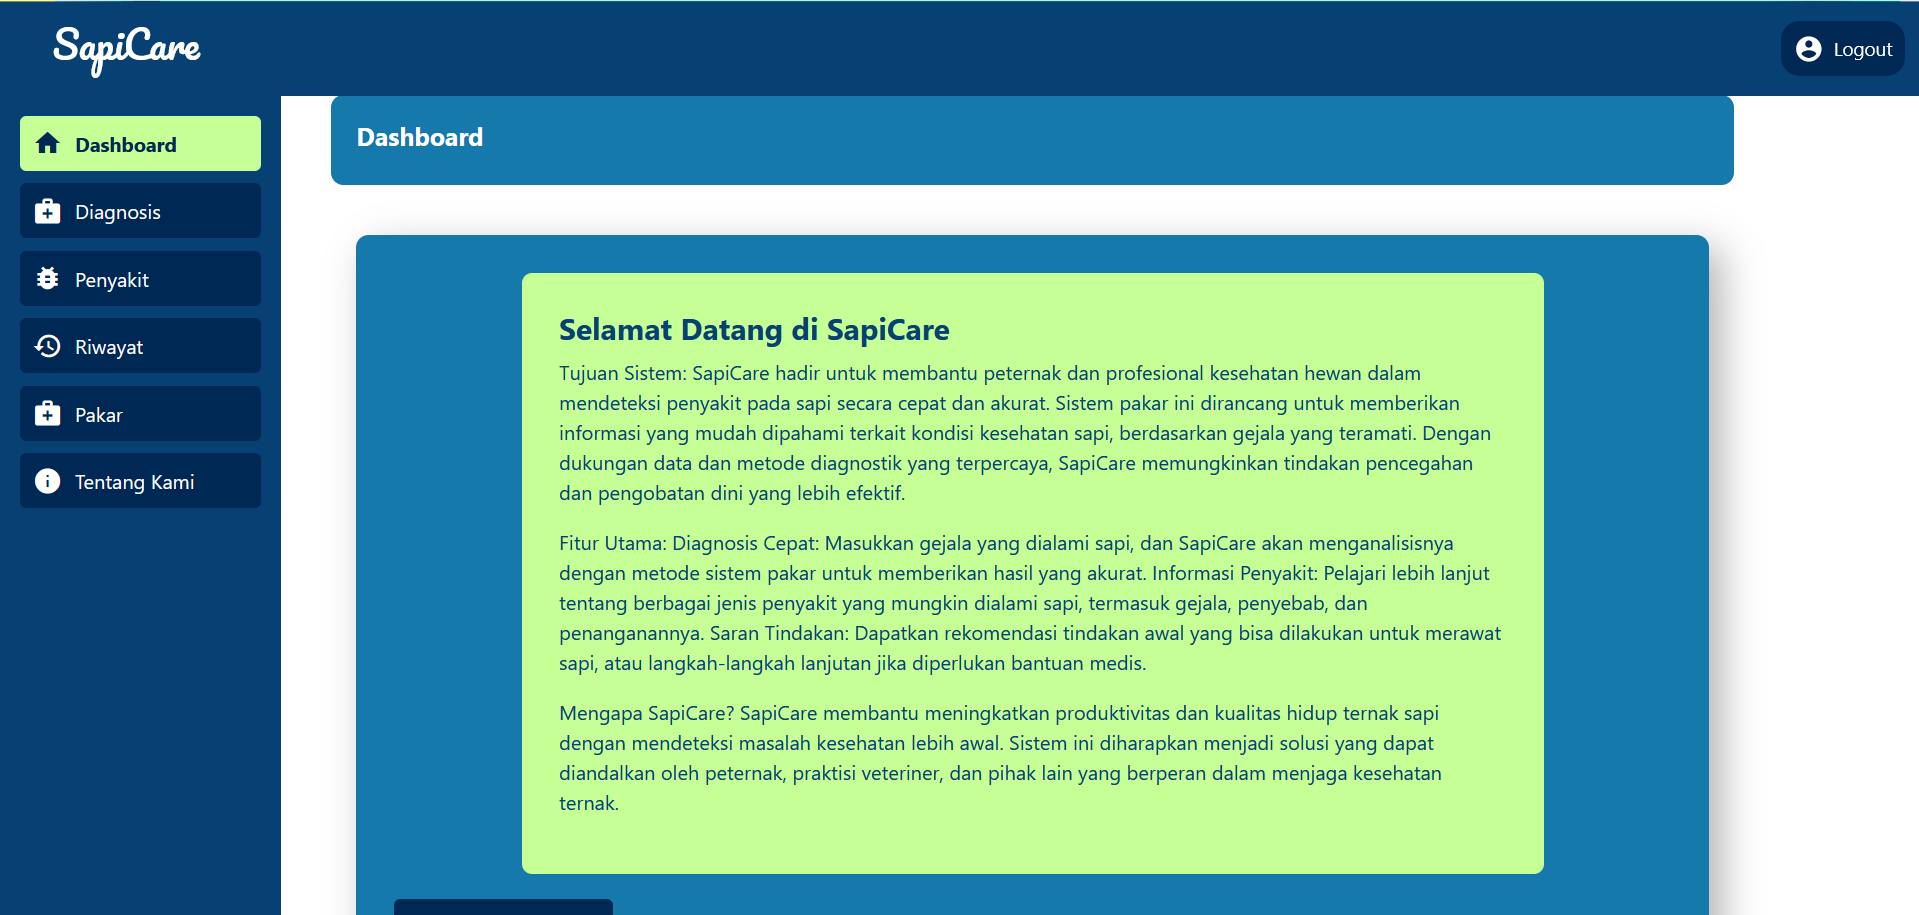 SapiCare
Logout
Dashboard
Diagnosis
Penyakit
Riwayat
Pakar
Tentang Kami
Dashboard
Selamat Datang di SapiCare
Tujuan Sistem: SapiCare hadir untuk membantu peternak dan profesional kesehatan hewan dalam
mendeteksi penyakit pada sapi secara cepat dan akurat. Sistem pakar ini dirancang untuk memberikan
informasi yang mudah dipahami terkait kondisi kesehatan sapi, berdasarkan gejala yang teramati. Dengan
dukungan data dan metode diagnostik yang terpercaya, SapiCare memungkinkan tindakan pencegahan
dan pengobatan dini yang lebih efektif.
Fitur Utama: Diagnosis Cepat: Masukkan gejala yang dialami sapi, dan SapiCare akan menganalisisnya
dengan metode sistem pakar untuk memberikan hasil yang akurat. Informasi Penyakit: Pelajari lebih lanjut
tentang berbagai jenis penyakit yang mungkin dialami sapi, termasuk gejala, penyebab, dan
penanganannya. Saran Tindakan: Dapatkan rekomendasi tindakan awal yang bisa dilakukan untuk merawat
sapi, atau langkah-langkah lanjutan jika diperlukan bantuan medis.
Mengapa SapiCare? SapiCare membantu meningkatkan produktivitas dan kualitas hidup ternak sapi
dengan mendeteksi masalah kesehatan lebih awal. Sistem ini diharapkan menjadi solusi yang dapat
diandalkan oleh peternak, praktisi veteriner, dan pihak lain yang berperan dalam menjaga kesehatan
ternak.